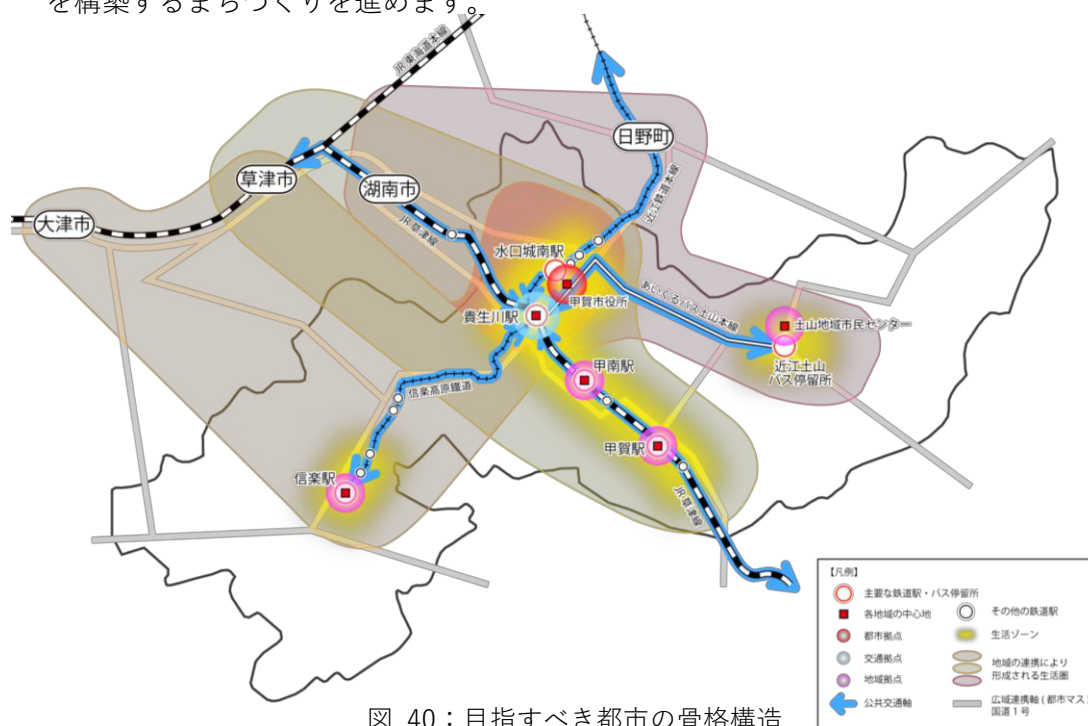 を構築するまちづくりを進めます。
JR東海道本線
日野町
草津市
湖南市
大津市
近江鉄道本線
JR草津線
水口城南駅
甲賀市役所
あいくるバス土山本線
貴生川駅
土山地域市民センター
近江土山
バス停留所
甲南駅
信楽高原鐵道
甲賀駅
信楽駅
JR草津線
【凡例】
主要な鉄道駅・バス停留所
各地域の中心地
その他の鉄道駅
都市拠点
生活ゾーン
交通拠点
地域の連携により
形成される生活圏
地域拠点
公共交通軸
広域連携軸(都市マス)
国道1号
図 40：目指すべき都市の骨格構造